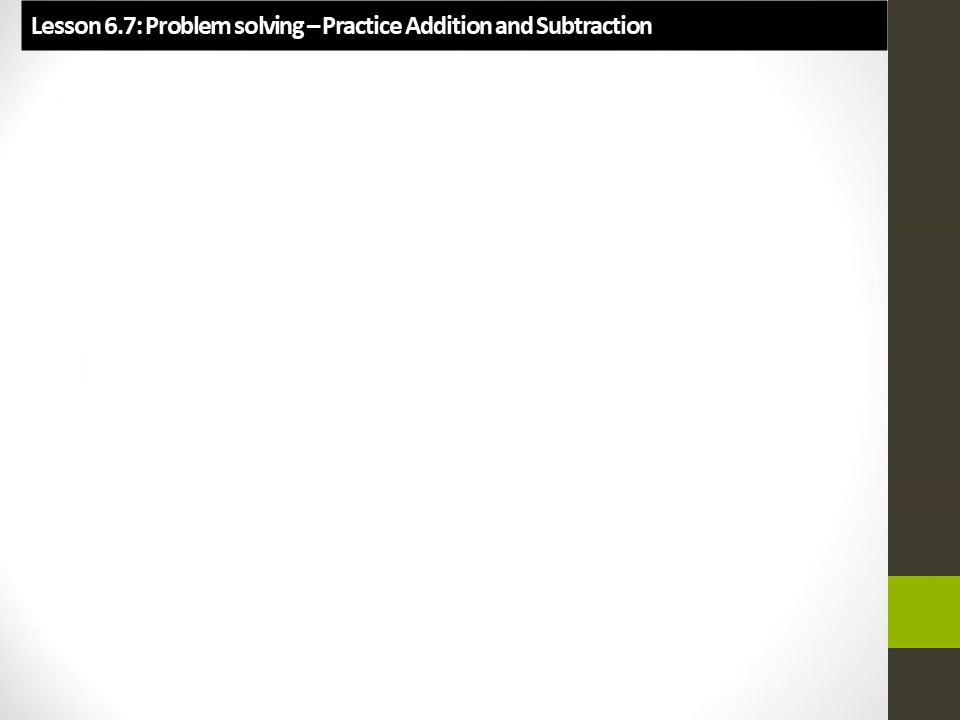 Lesson 6.7: Problem solving – Practice Addition and Subtraction